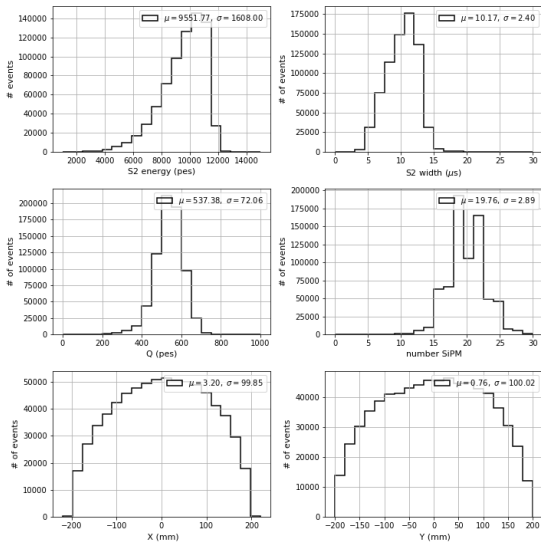 140000
120000
100000
80000
60000
40000
20000
0
# of events
μ = 9551.77, σ = 1608.00
2000 4000 6000 8000 10000 12000 14000
S2 energy (pes)
175000
150000
125000
100000
75000
50000
25000
0
# of events
μ = 10.17, σ = 2.40
0 5 10 15 20 25 30
S2 width (μs)
200000
175000
150000
125000
100000
75000
50000
25000
0
# of events
μ = 537.38, σ = 72.06
0 200 400 600 800 1000
Q (pes)
175000
150000
125000
100000
75000
50000
25000
0
# of events
μ = 19.76, σ = 2.89
0 5 10 15 20 25 30
number SiPM
50000
40000
30000
20000
10000
0
# of events
μ = 3.20, σ = 99.85
−200 −100 0 100 200
X (mm)
50000
40000
30000
20000
10000
0
# of events
μ = 0.76, σ = 100.02
−200 −150 −100 −50 0 50 100 150 200
Y (mm)